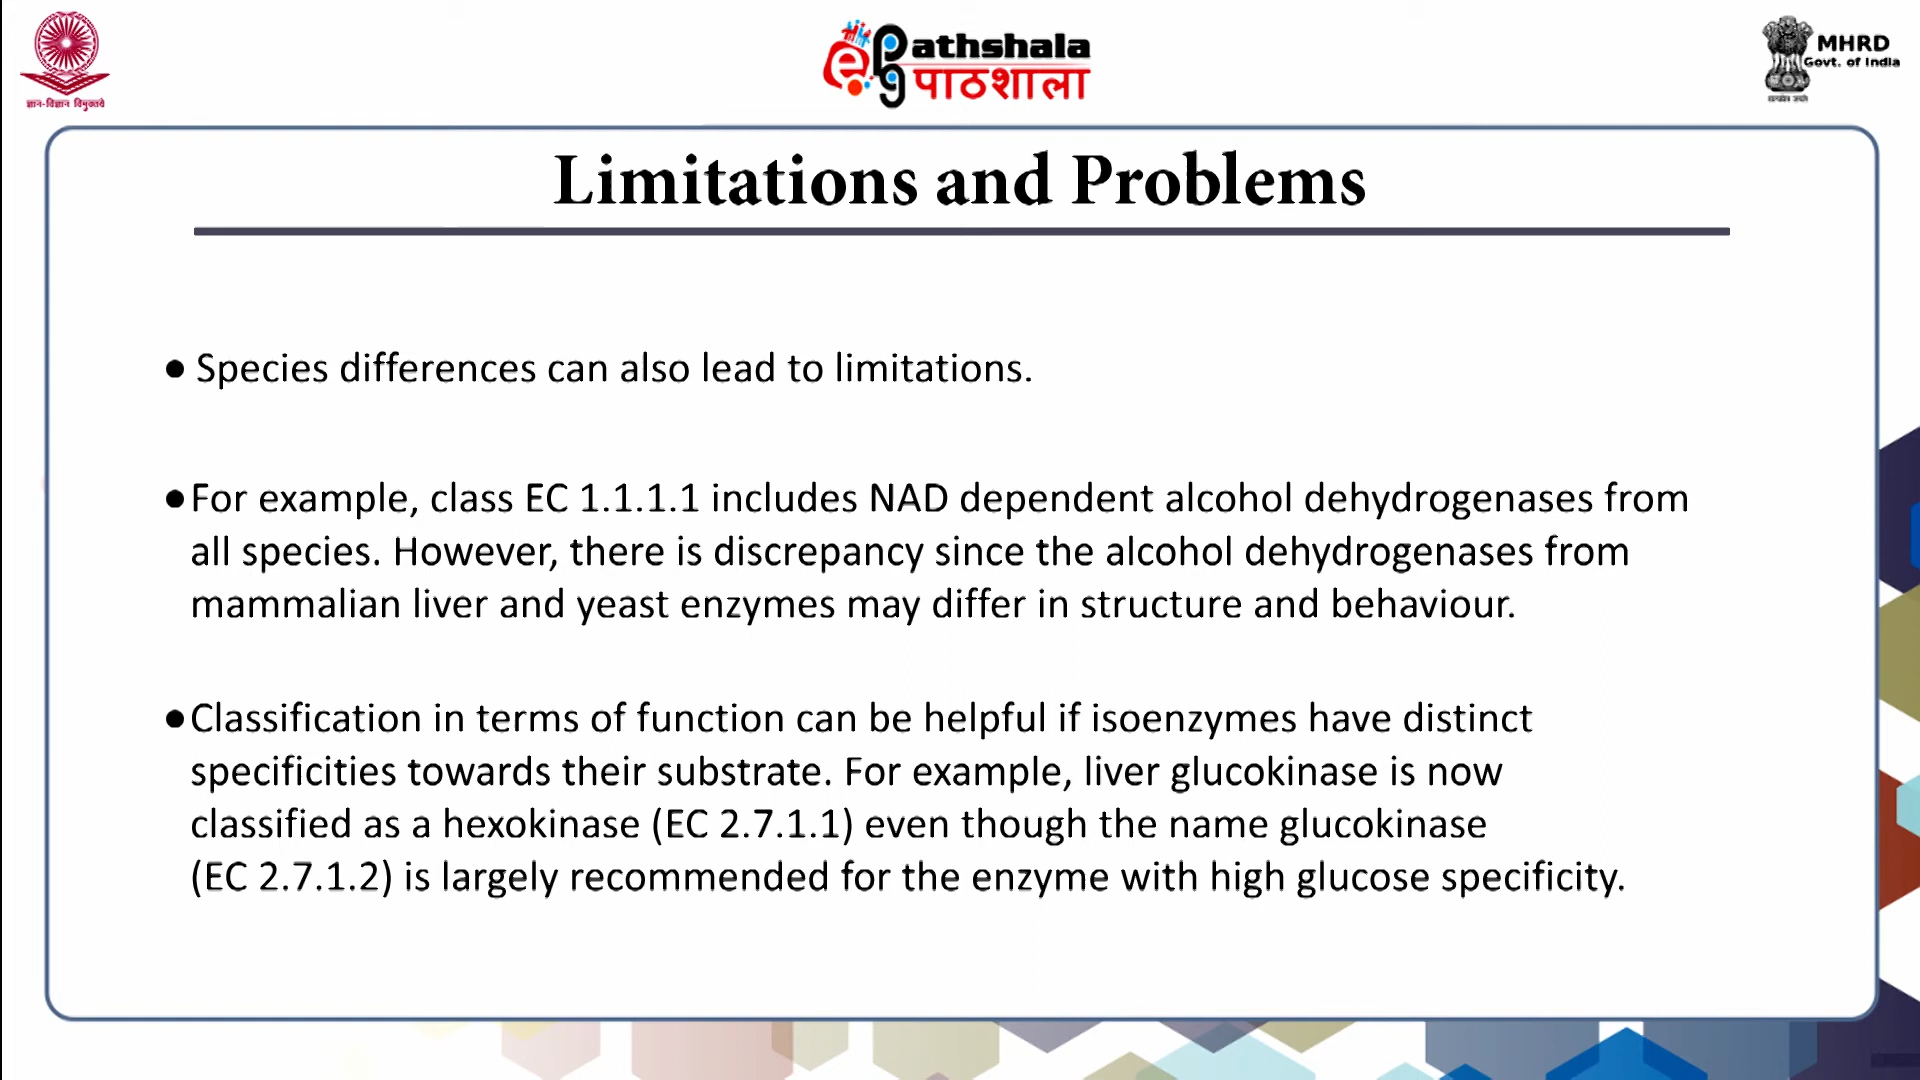 ज्ञान-विज्ञान विमुक्तये
ePG Pathshala
पाठशाला
MHRD
Govt. of India
Limitations and Problems
● Species differences can also lead to limitations.
●For example, class EC 1.1.1.1 includes NAD dependent alcohol dehydrogenases from
all species. However, there is discrepancy since the alcohol dehydrogenases from
mammalian liver and yeast enzymes may differ in structure and behaviour.
●Classification in terms of function can be helpful if isoenzymes have distinct
specificities towards their substrate. For example, liver glucokinase is now
classified as a hexokinase (EC 2.7.1.1) even though the name glucokinase
(EC 2.7.1.2) is largely recommended for the enzyme with high glucose specificity.